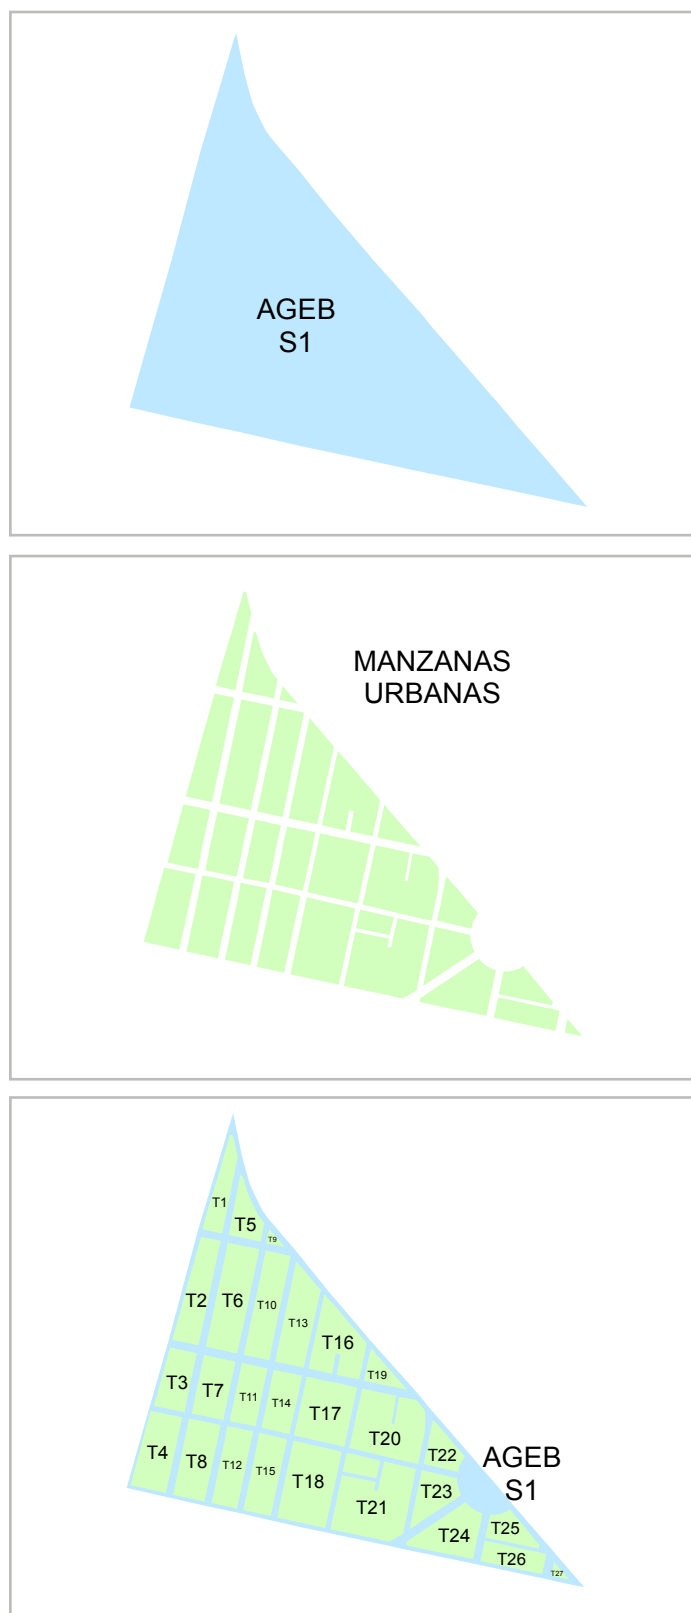 AGEB
S1
MANZANAS
URBANAS
T1
T5
T9
T2
T6
T10
T13
T16
T19
T3
T7
T11
T14
T17
T20
T22
T4
T8
T12
T15
T18
T21
T23
AGEB
S1
T24
T25
T26
T27